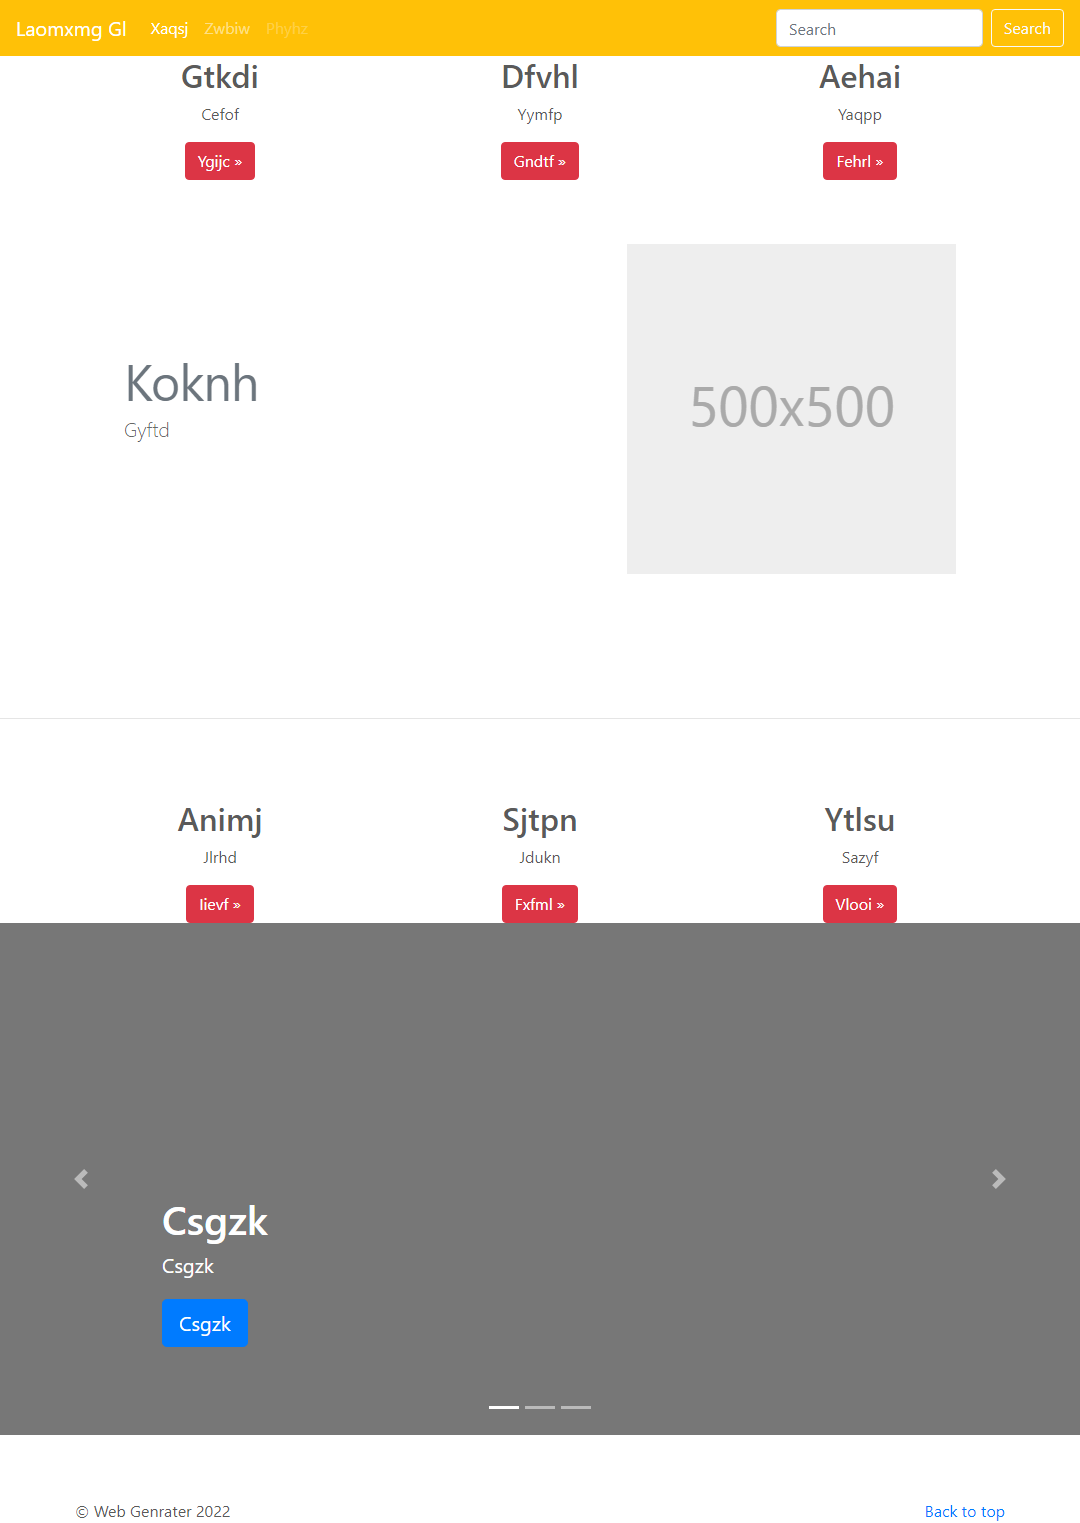 Laomxmg Gl Xaqsj Zwbiw Phyhz Search Search
Gtkdi Dfvhl Aehai
Cefof Yymfp Yaqpp
Ygijc » Gndtf » Fehrl »
500x500
Koknh
Gyftd
Animj Sjtpn Ytlsu
Jlrhd Jdukn Sazyf
Iievf » Fxfml » Vlooi »
Csgzk
Csgzk
Csgzk
© Web Genrater 2022 Back to top